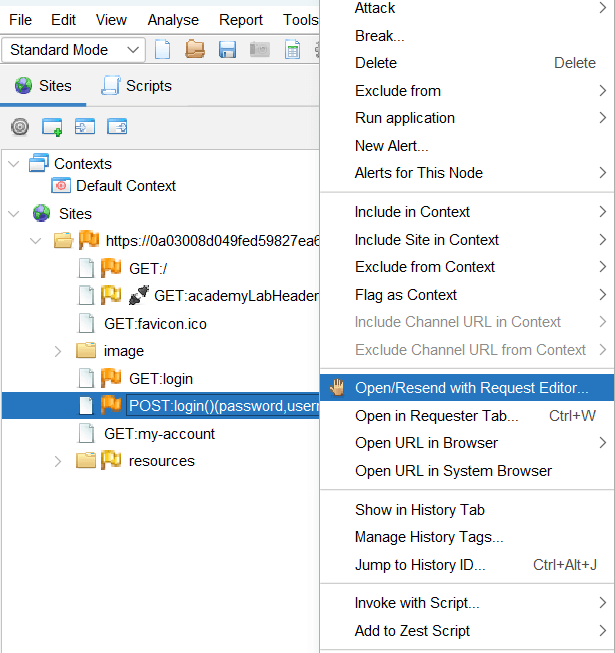 File Edit View Analyse Report Tools
Standard Mode
Sites Scripts
Contexts
Default Context
Sites
https://0a03008d049fed59827ea6
GET:/
GET:academyLabHeader
GET:favicon.ico
image
GET:login
POST:login()(password,usern
GET:my-account
resources
Attack
Break...
Delete Delete
Exclude from
Run application
New Alert...
Alerts for This Node
Include in Context
Include Site in Context
Exclude from Context
Flag as Context
Include Channel URL in Context
Exclude Channel URL from Context
Open/Resend with Request Editor...
Open in Requester Tab... Ctrl+W
Open URL in Browser
Open URL in System Browser
Show in History Tab
Manage History Tags...
Jump to History ID... Ctrl+Alt+J
Invoke with Script...
Add to Zest Script